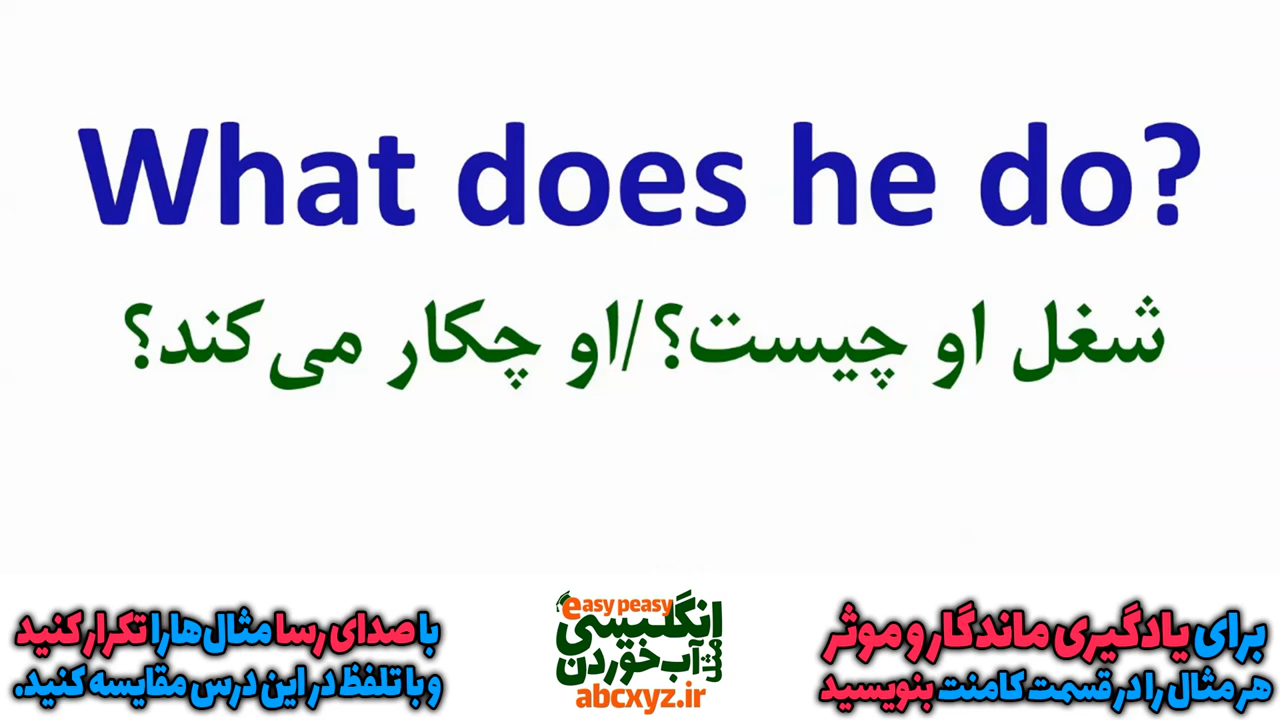 What does he do?
شغل او چیست؟/او چکار می‌کند؟
برای یادگیری ماندگار و موثر
هر مثال را در قسمت کامنت بنویسید
easy peasy
انگلیسی
مثل آب خوردن
abcxyz.ir
با صدای رسا مثال‌ها را تکرار کنید
و با تلفظ در این درس مقایسه کنید.